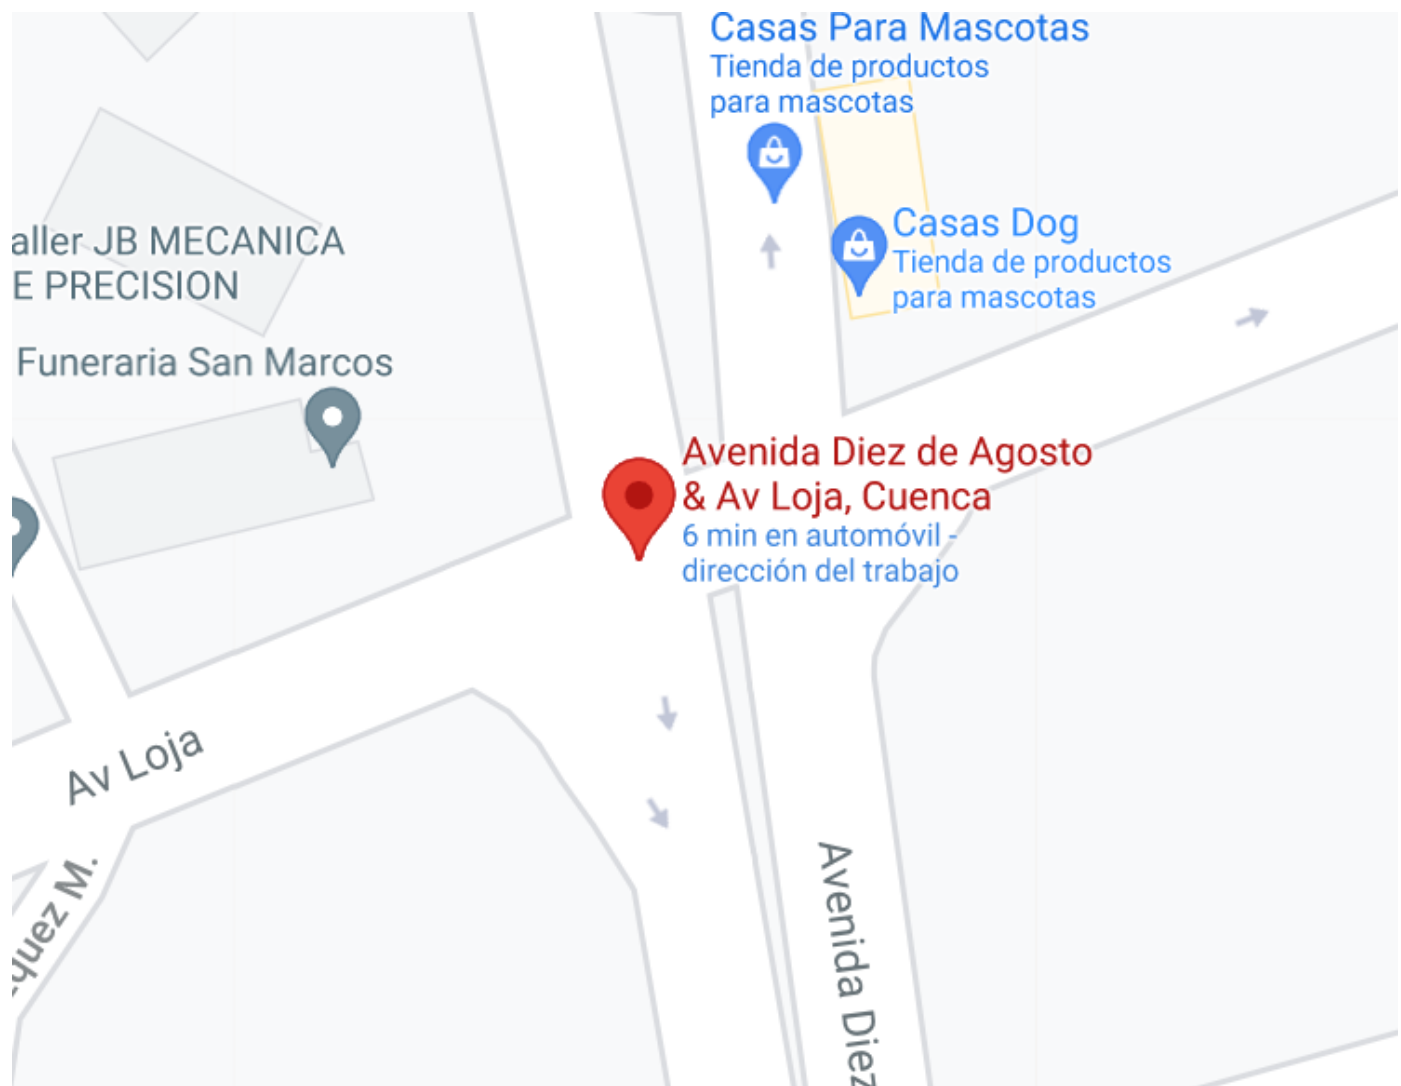 Casas Para Mascotas
Tienda de productos
para mascotas
Casas Dog
Tienda de productos
para mascotas
aller JB MECANICA
E PRECISION
Funeraria San Marcos
Avenida Diez de Agosto
& Av Loja, Cuenca
6 min en automóvil -
dirección del trabajo
Av Loja
quez M.
Avenida Diez